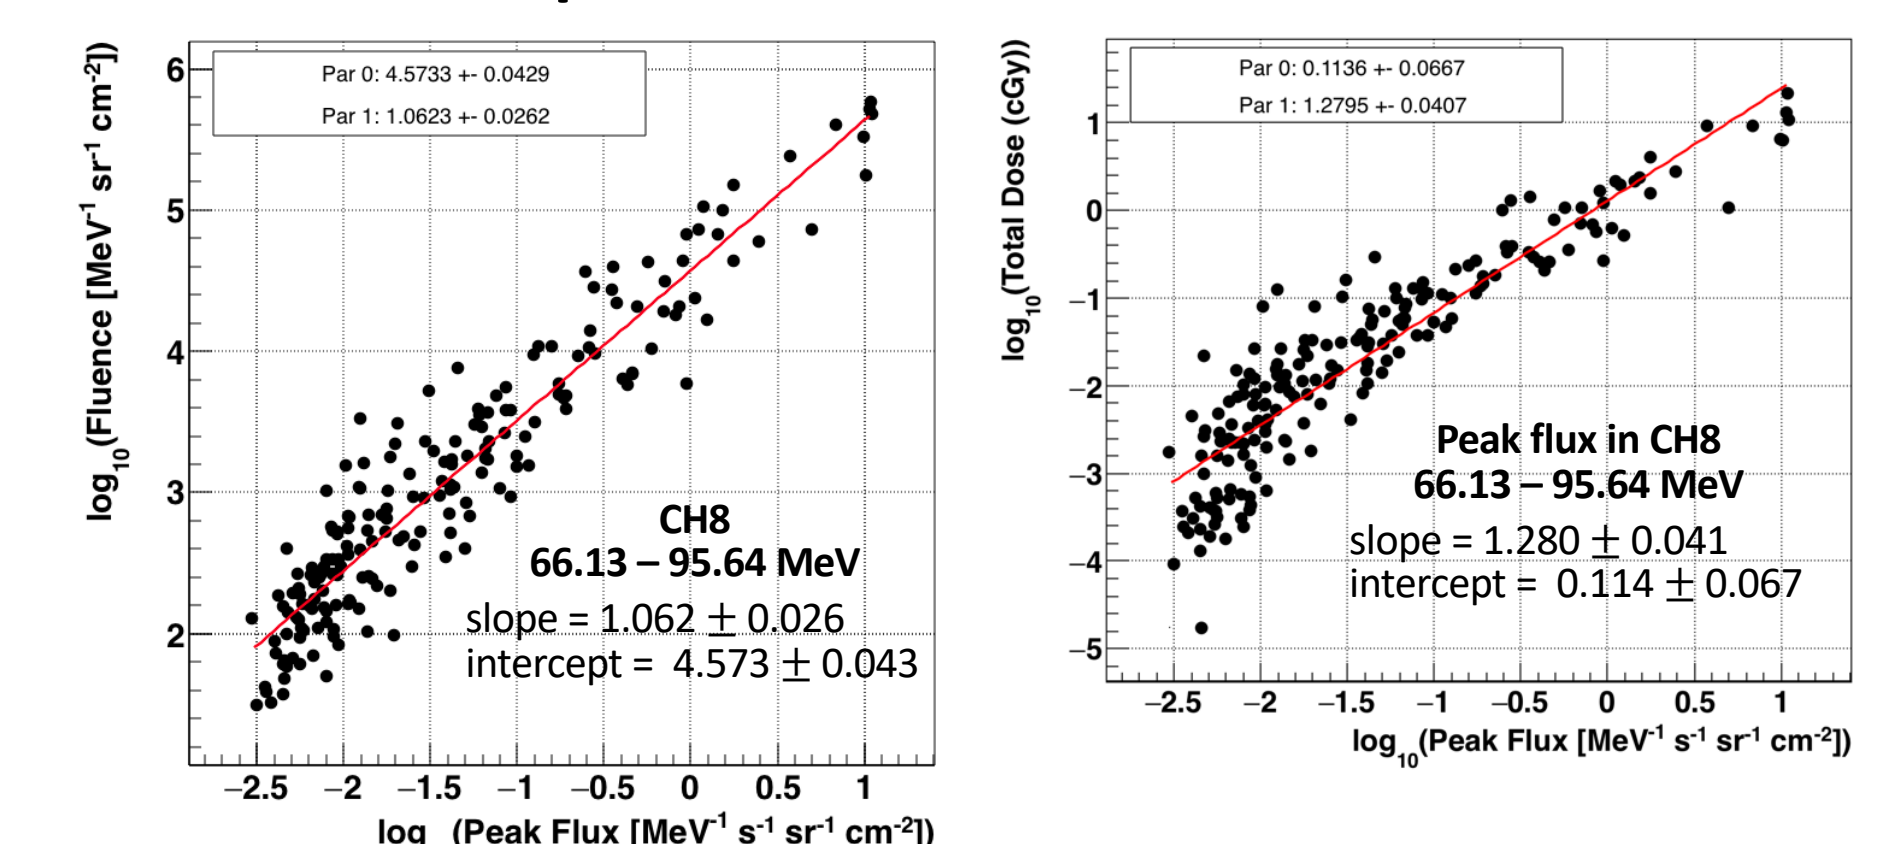 Par 0: 4.5733 +- 0.0429
Par 1: 1.0623 +- 0.0262
log10(Fluence [MeV-1 sr-1 cm-2])
6
5
4
3
2
CH8
66.13 – 95.64 MeV
slope = 1.062 ± 0.026
intercept = 4.573 ± 0.043
−2.5 −2 −1.5 −1 −0.5 0 0.5 1
log (Peak Flux [MeV-1 s-1 sr-1 cm-2])
Par 0: 0.1136 +- 0.0667
Par 1: 1.2795 +- 0.0407
log10(Total Dose (cGy))
1
0
−1
−2
−3
−4
−5
Peak flux in CH8
66.13 – 95.64 MeV
slope = 1.280 ± 0.041
intercept = 0.114 ± 0.067
−2.5 −2 −1.5 −1 −0.5 0 0.5 1
log10(Peak Flux [MeV-1 s-1 sr-1 cm-2])